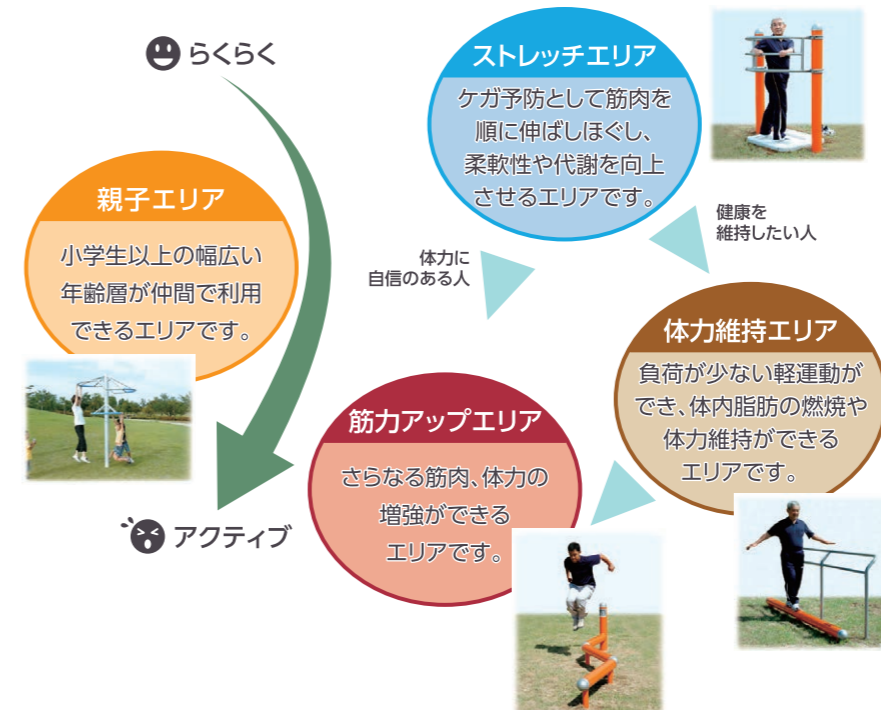 らくらく
ストレッチエリア
ケガ予防として筋肉を
順に伸ばしほぐし、
柔軟性や代謝を向上
させるエリアです。
親子エリア
小学生以上の幅広い
年齢層が仲間で利用
できるエリアです。
健康を
維持したい人
体力に
自信のある人
体力維持エリア
負荷が少ない軽運動が
でき、体内脂肪の燃焼や
体力維持ができる
エリアです。
筋力アップエリア
さらなる筋肉、体力の
増強ができる
エリアです。
アクティブ